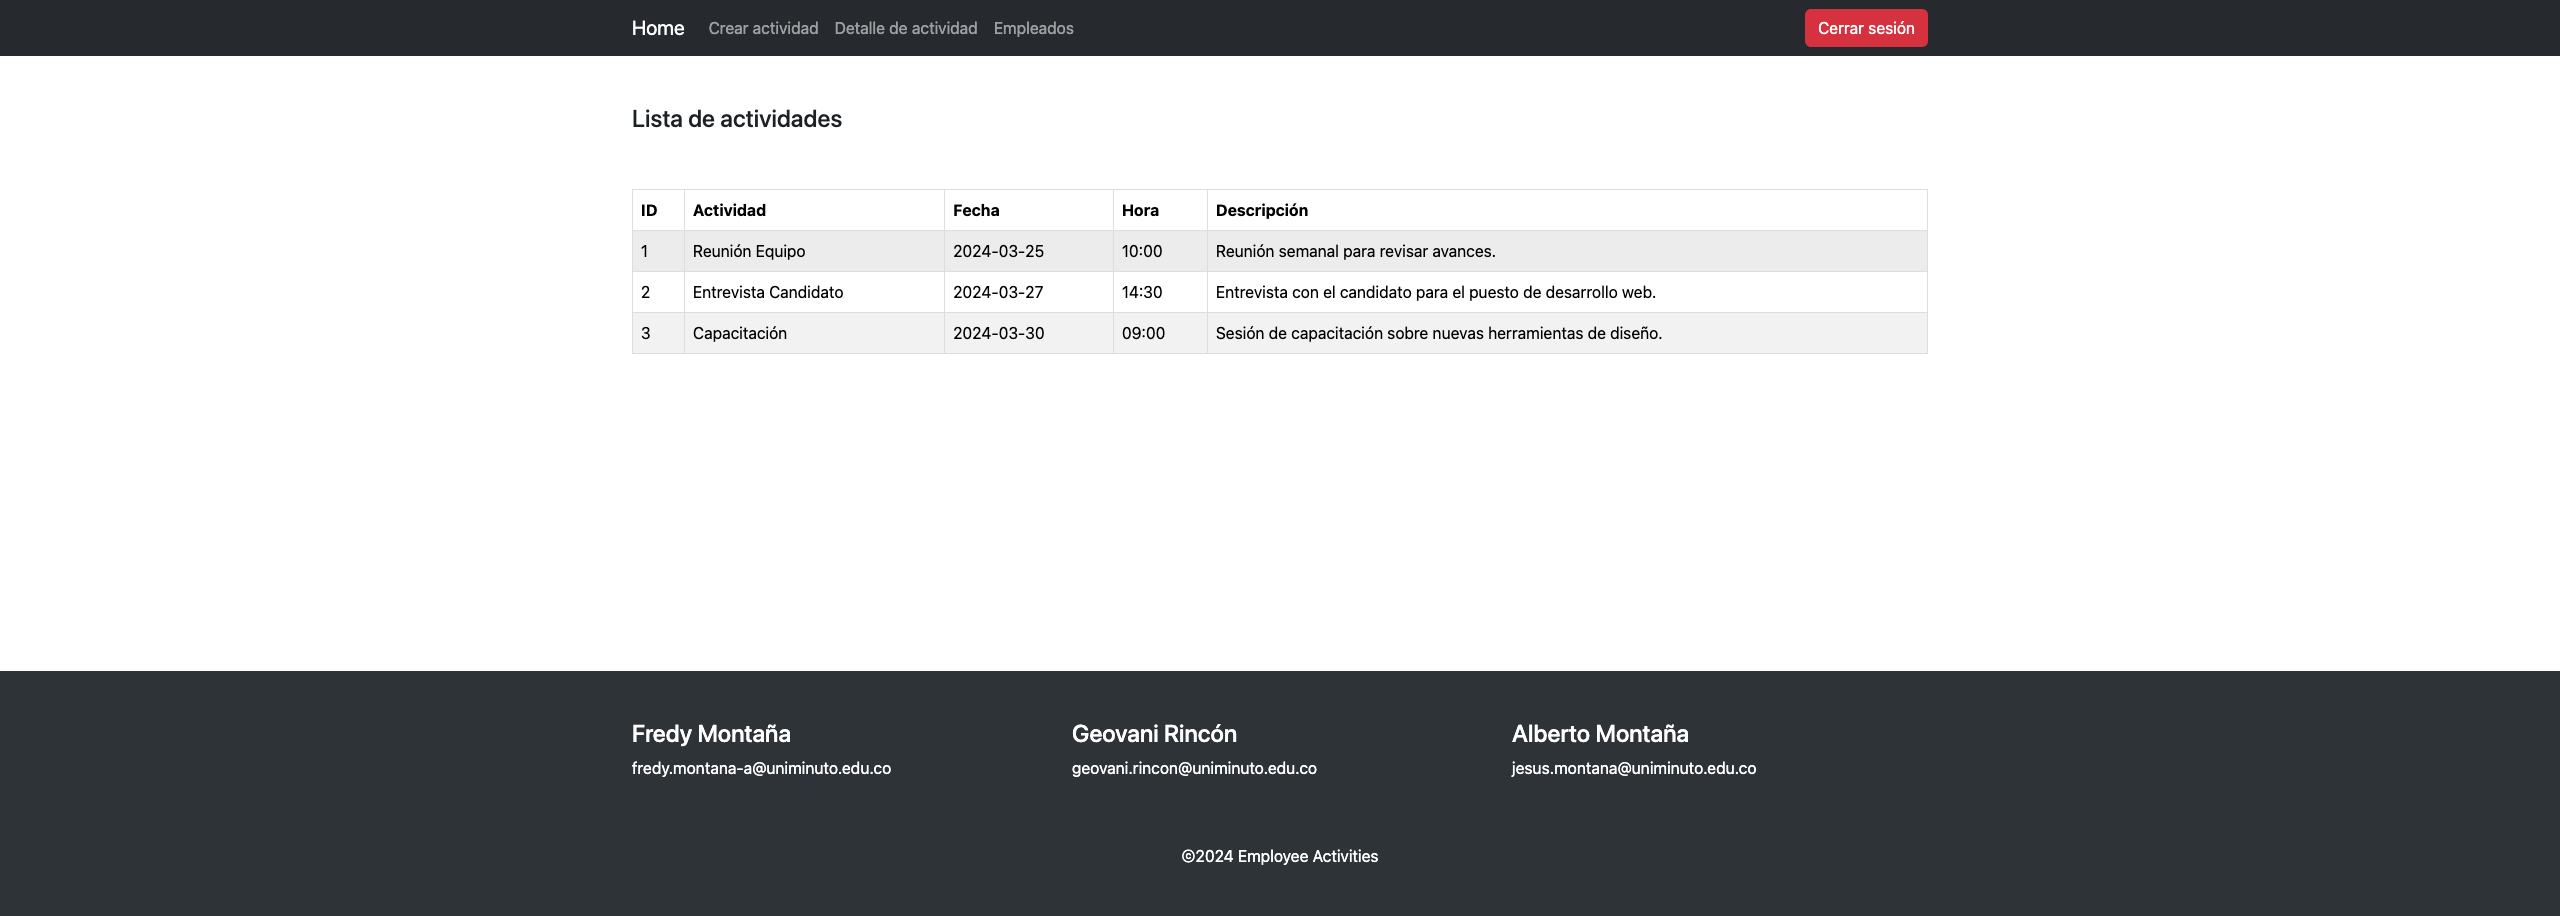 Home Crear actividad Detalle de actividad Empleados Cerrar sesión
Lista de actividades
ID Actividad Fecha Hora Descripción
1 Reunión Equipo 2024-03-25 10:00 Reunión semanal para revisar avances.
2 Entrevista Candidato 2024-03-27 14:30 Entrevista con el candidato para el puesto de desarrollo web.
3 Capacitación 2024-03-30 09:00 Sesión de capacitación sobre nuevas herramientas de diseño.
Fredy Montaña Geovani Rincón Alberto Montaña
fredy.montana-a@uniminuto.edu.co geovani.rincon@uniminuto.edu.co jesus.montana@uniminuto.edu.co
©2024 Employee Activities